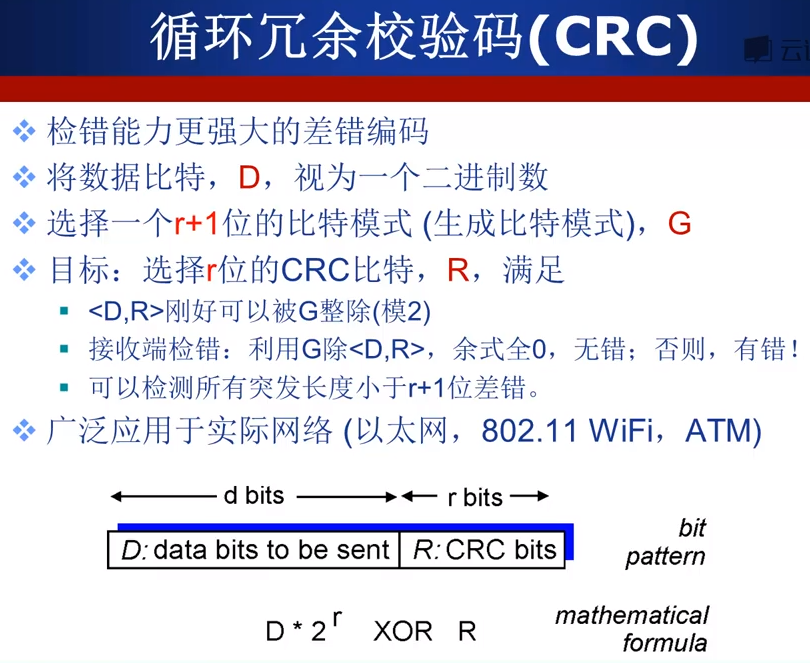 循环冗余校验码(CRC)
检错能力更强大的差错编码
将数据比特，D，视为一个二进制数
选择一个r+1位的比特模式 (生成比特模式)，G
目标：选择r位的CRC比特，R，满足
<D,R>刚好可以被G整除(模2)
接收端检错：利用G除<D,R>，余式全0，无错；否则，有错！
可以检测所有突发长度小于r+1位差错。
广泛应用于实际网络 (以太网，802.11 WiFi，ATM)
d bits r bits
D: data bits to be sent R: CRC bits
bit
pattern
D * 2^r XOR R
mathematical
formula